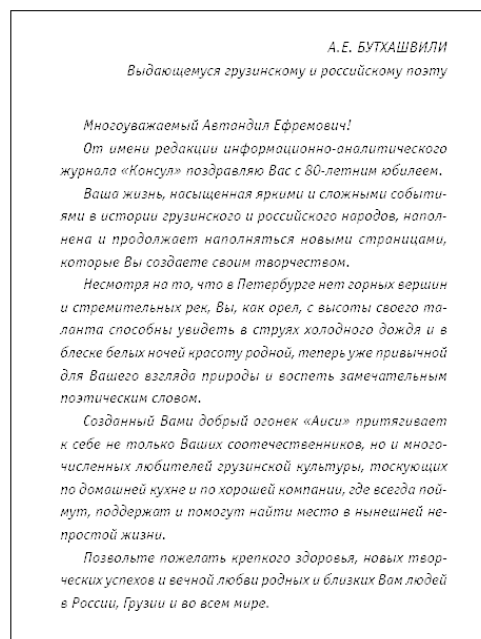 А.Е. БУТХАШВИЛИ
Выдающемуся грузинскому и российскому поэту
Многоуважаемый Автандил Ефремович!
От имени редакции информационно-аналитического
журнала «Консул» поздравляю Вас с 80-летним юбилеем.
Ваша жизнь, насыщенная яркими и сложными событи-
ями в истории грузинского и российского народов, напол-
нена и продолжает наполняться новыми страницами,
которые Вы создаете своим творчеством.
Несмотря на то, что в Петербурге нет горных вершин
и стремительных рек, Вы, как орел, с высоты своего та-
ланта способны увидеть в струях холодного дождя и в
блеске белых ночей красоту родной, теперь уже привычной
для Вашего взгляда природы и воспеть замечательным
поэтическим словом.
Созданный Вами добрый огонек «Аиси» притягивает
к себе не только Ваших соотечественников, но и много-
численных любителей грузинской культуры, тоскующих
по домашней кухне и по хорошей компании, где всегда пой-
мут, поддержат и помогут найти место в нынешней не-
простой жизни.
Позвольте пожелать крепкого здоровья, новых твор-
ческих успехов и вечной любви родных и близких Вам людей
в России, Грузии и во всем мире.